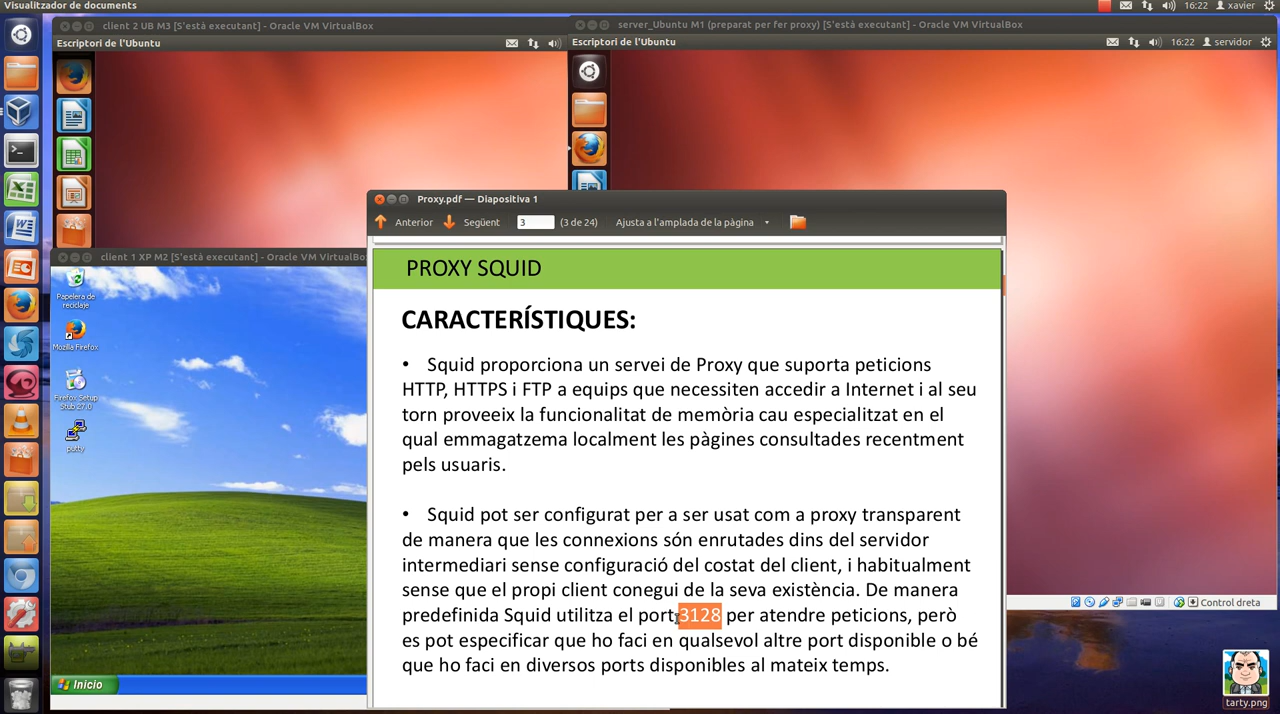 Visualitzador de documents
16:22 xavier
client 2 UB M3 [S'està executant] - Oracle VM VirtualBox
Escriptori de l'Ubuntu
server_Ubuntu M1 (preparat per fer proxy) [S'està executant] - Oracle VM VirtualBox
Escriptori de l'Ubuntu
16:22 servidor
Proxy.pdf — Diapositiva 1
Anterior Següent 3 (3 de 24) Ajusta a l'amplada de la pàgina
client 1 XP M2 [S'està executant] - Oracle VM VirtualBo
Papelera de
reciclaje
Mozilla Firefox
Firefox Setup
Stub 27.0
putty
Inicio
PROXY SQUID
CARACTERÍSTIQUES:
• Squid proporciona un servei de Proxy que suporta peticions
HTTP, HTTPS i FTP a equips que necessiten accedir a Internet i al seu
torn proveeix la funcionalitat de memòria cau especialitzat en el
qual emmagatzema localment les pàgines consultades recentment
pels usuaris.
• Squid pot ser configurat per a ser usat com a proxy transparent
de manera que les connexions són enrutades dins del servidor
intermediari sense configuració del costat del client, i habitualment
sense que el propi client conegui de la seva existència. De manera
predefinida Squid utilitza el port 3128 per atendre peticions, però
es pot especificar que ho faci en qualsevol altre port disponible o bé
que ho faci en diversos ports disponibles al mateix temps.
Control dreta
tarty.png